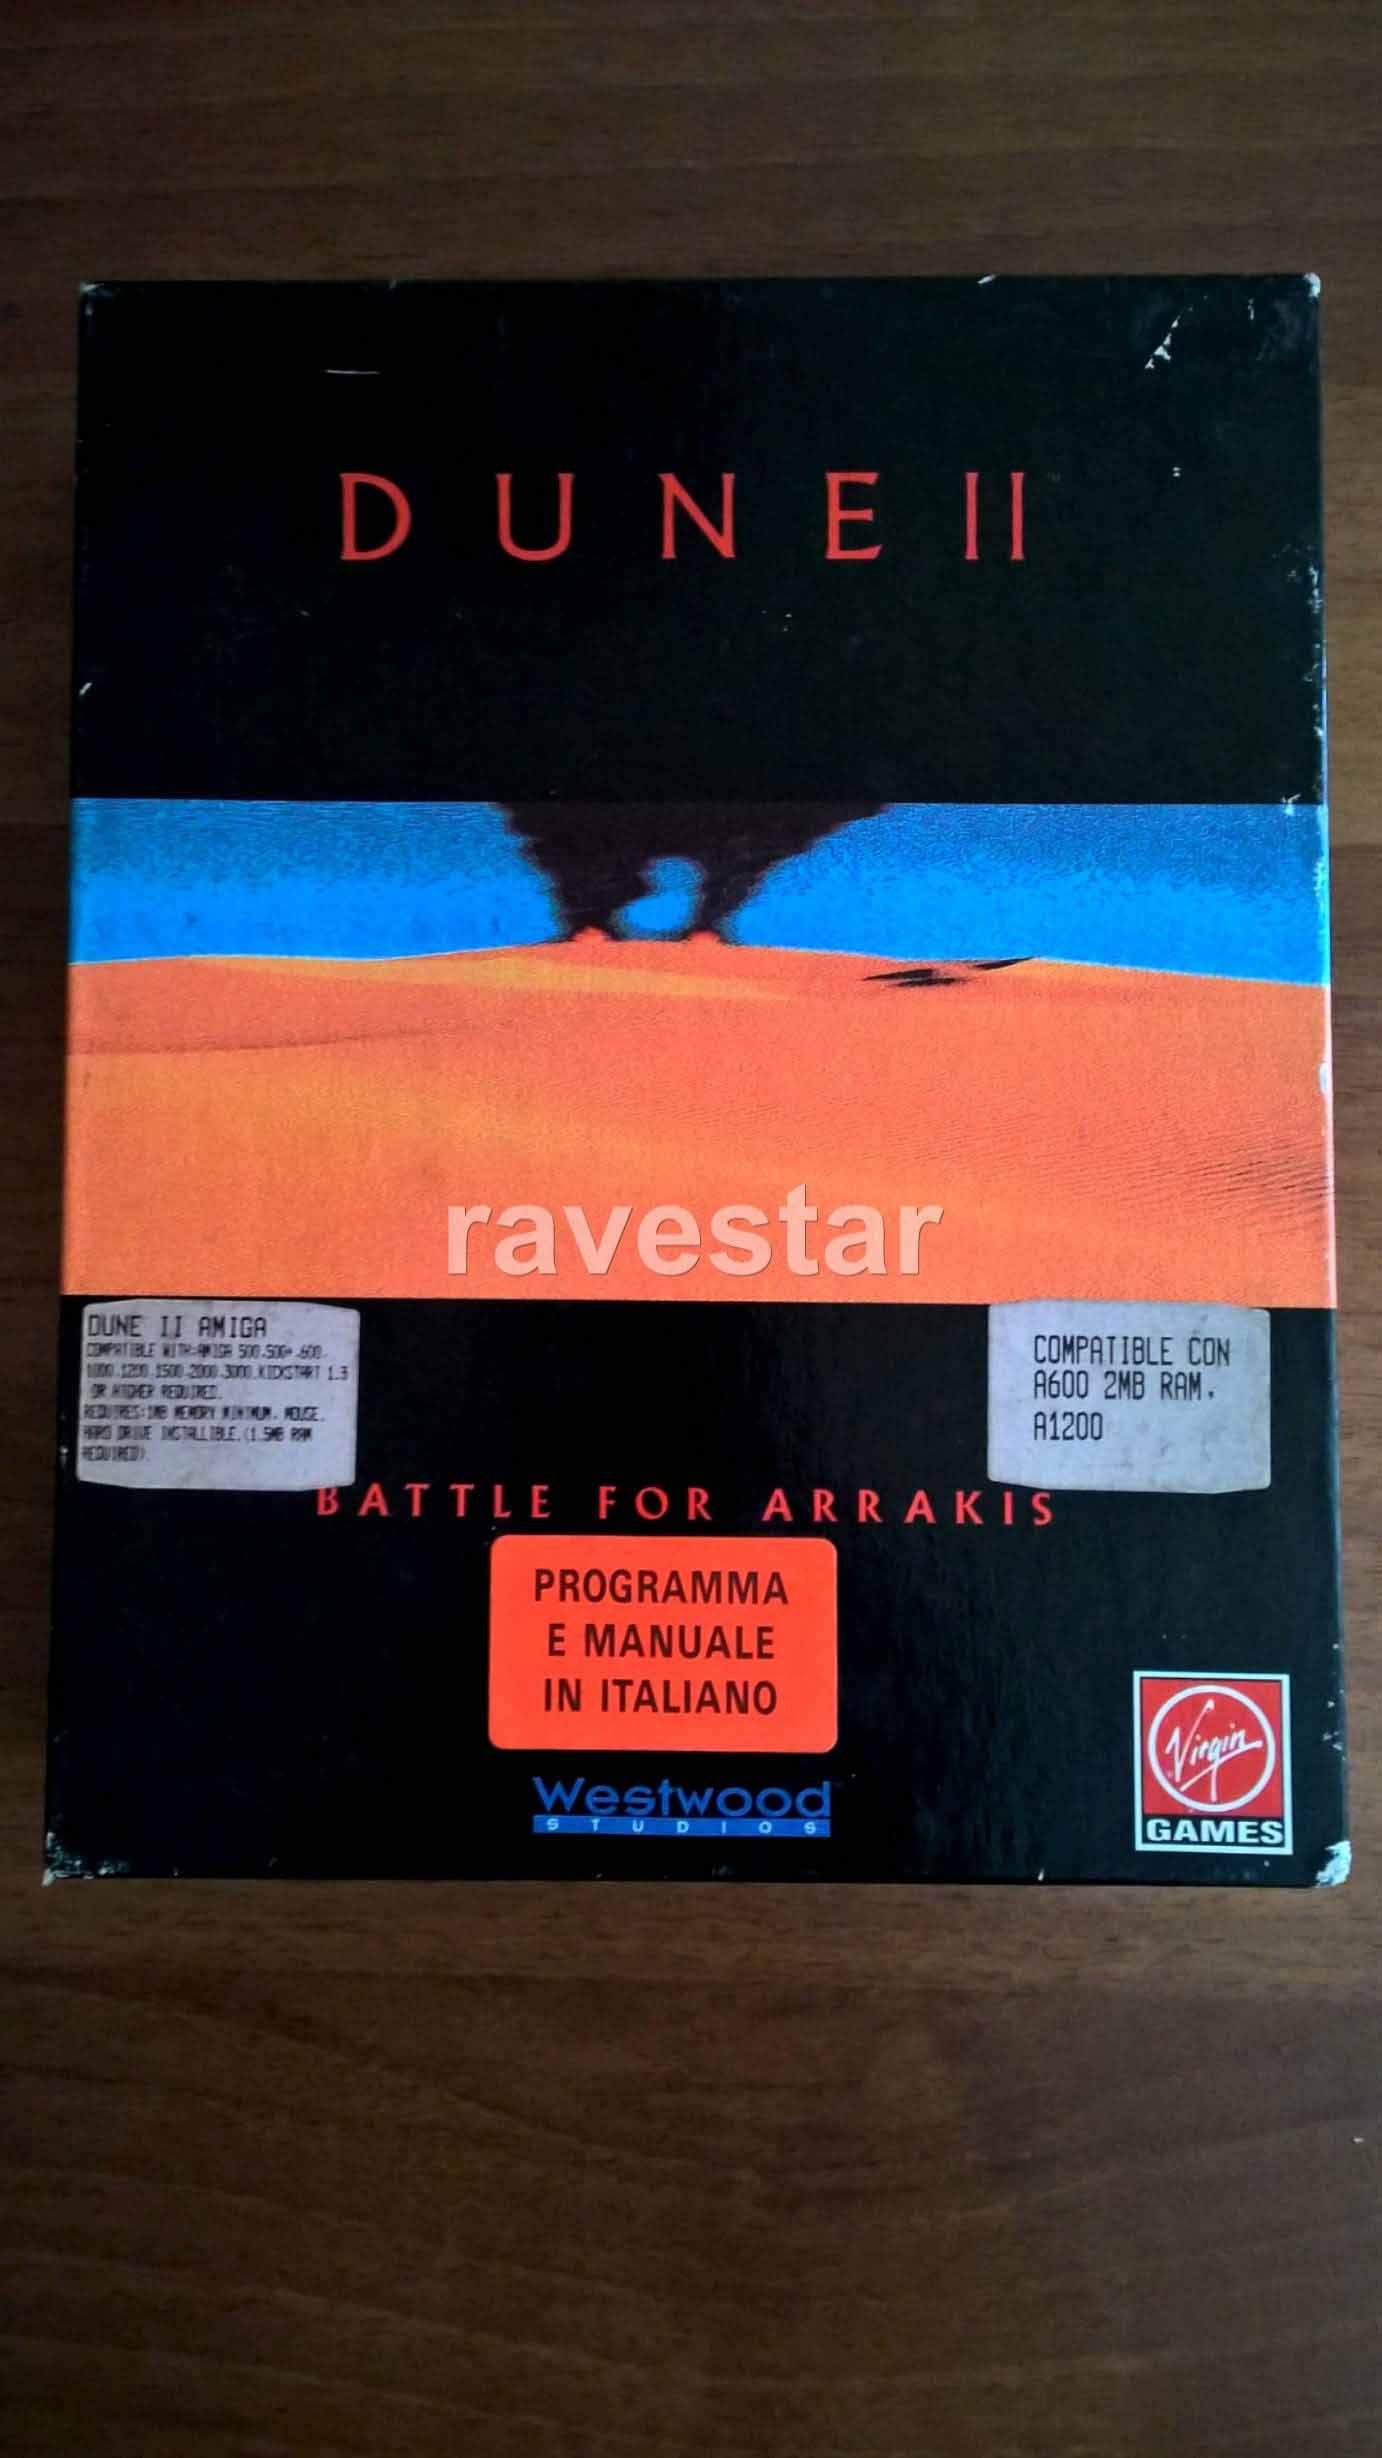 DUNE II
ravestar
DUNE II AMIGA
COMPATIBLE WITH:AMIGA 500.500+.600.
1000.1200.1500.2000.3000.KICKSTART 1.3
OR HIGHER REQUIRED.
REQUIRES:1MB MEMORY MINIMUM. MOUSE.
HARD DRIVE INSTALLIBLE.(1.5MB RAM
REQUIRED)
COMPATIBLE CON
A600 2MB RAM.
A1200
BATTLE FOR ARRAKIS
PROGRAMMA
E MANUALE
IN ITALIANO
Westwood
STUDIOS
Virgin
GAMES